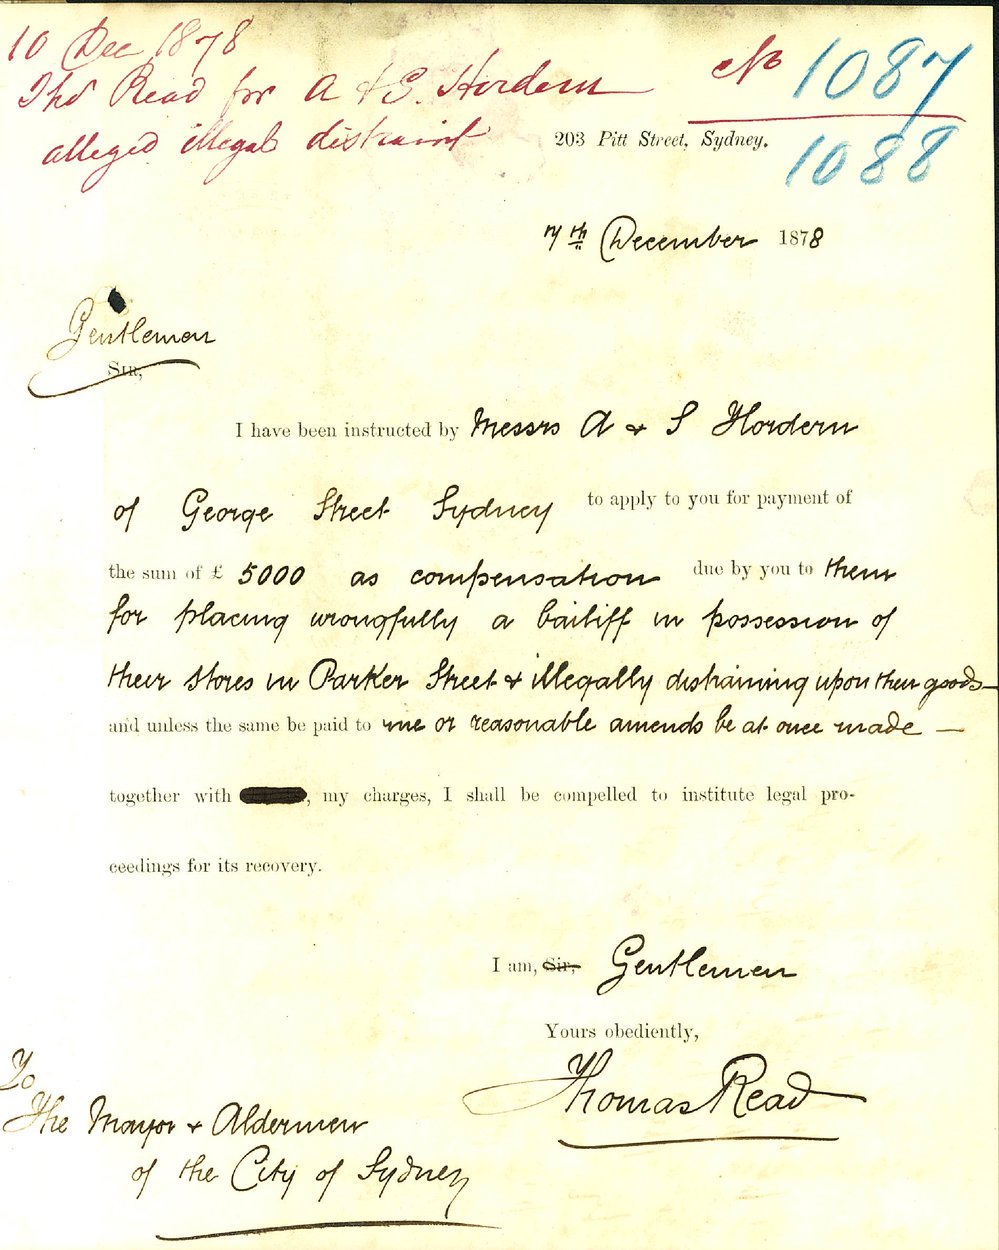 10 Dec 1878
Thos Read for A & S. Hordern
alleged illegal distraint
No 1087
1088
203 Pitt Street, Sydney.
7th December 1878
Gentlemen
Sir,
I have been instructed by Messrs A & S Hordern
of George Street Sydney to apply to you for payment of
the sum of £ 5000 as compensation due by you to them
for placing wrongfully a bailiff in possession of
their stores in Parker Street & illegally distraining upon their goods—
and unless the same be paid to me or reasonable amends be at once made —
together with , my charges, I shall be compelled to institute legal pro-
ceedings for its recovery.
I am, Sir, Gentlemen
Yours obediently,
Thomas Read
To
The Mayor & Aldermen
of the City of Sydney